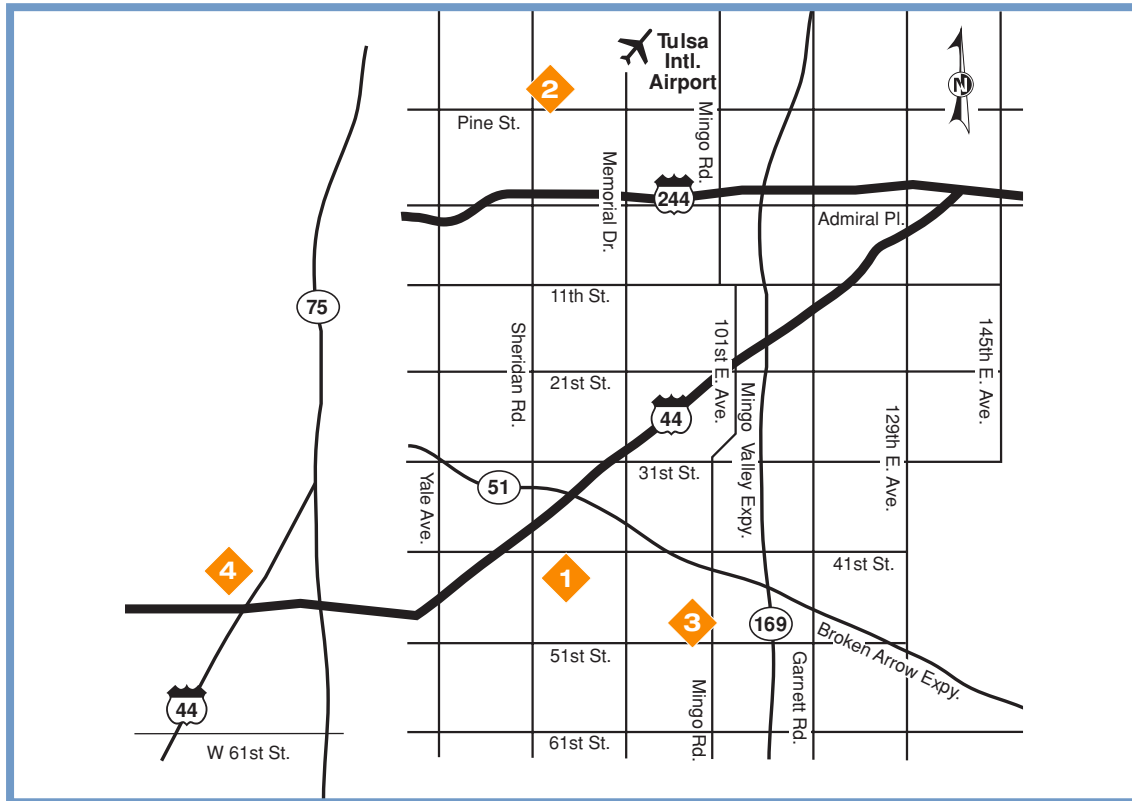 Tulsa
Intl.
Airport
2
N
Pine St.
Mingo Rd.
Memorial Dr.
244
Admiral Pl.
75
11th St.
Sheridan Rd.
101st E. Ave.
145th E. Ave.
21st St.
Mingo Valley Expy.
129th E. Ave.
44
31st St.
Yale Ave.
51
4
1
41st St.
3
169
51st St.
Broken Arrow Expy.
Garnett Rd.
Mingo Rd.
44
W 61st St.
61st St.